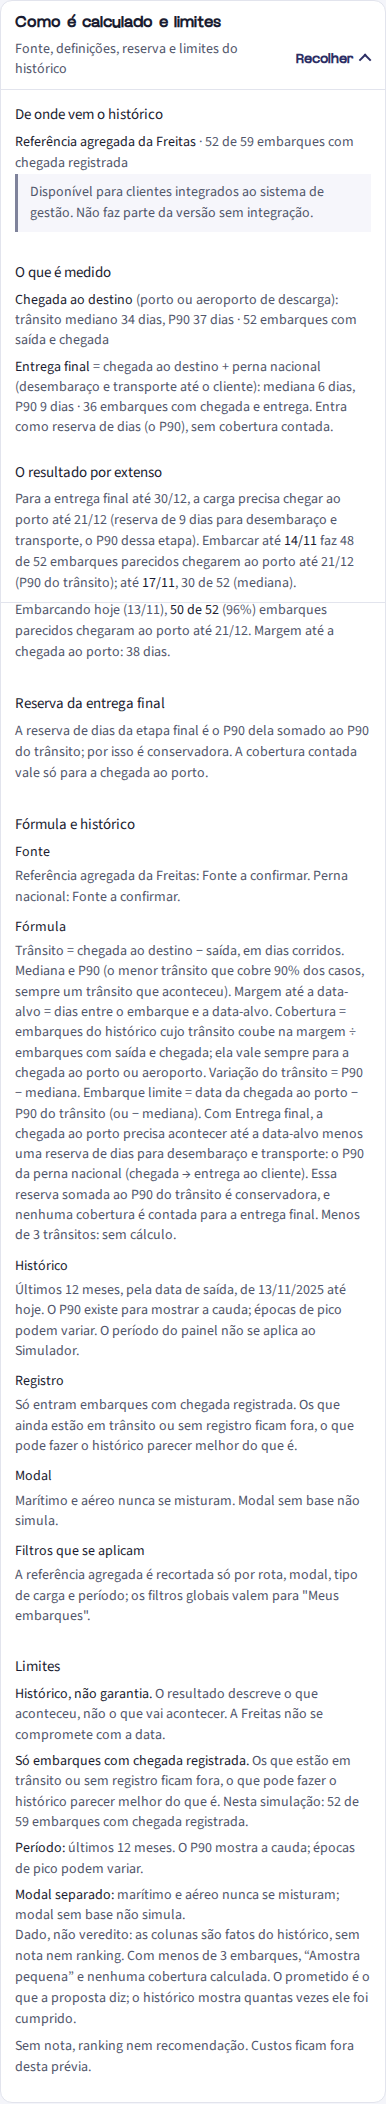 Como é calculado e limites
Fonte, definições, reserva e limites do
histórico
Recolher
De onde vem o histórico
Referência agregada da Freitas · 52 de 59 embarques com
chegada registrada
Disponível para clientes integrados ao sistema de
gestão. Não faz parte da versão sem integração.
O que é medido
Chegada ao destino (porto ou aeroporto de descarga):
trânsito mediano 34 dias, P90 37 dias · 52 embarques com
saída e chegada
Entrega final = chegada ao destino + perna nacional
(desembaraço e transporte até o cliente): mediana 6 dias,
P90 9 dias · 36 embarques com chegada e entrega. Entra
como reserva de dias (o P90), sem cobertura contada.
O resultado por extenso
Para a entrega final até 30/12, a carga precisa chegar ao
porto até 21/12 (reserva de 9 dias para desembaraço e
transporte, o P90 dessa etapa). Embarcar até 14/11 faz 48
de 52 embarques parecidos chegarem ao porto até 21/12
(P90 do trânsito); até 17/11, 30 de 52 (mediana).
Embarcando hoje (13/11), 50 de 52 (96%) embarques
parecidos chegaram ao porto até 21/12. Margem até a
chegada ao porto: 38 dias.
Reserva da entrega final
A reserva de dias da etapa final é o P90 dela somado ao P90
do trânsito; por isso é conservadora. A cobertura contada
vale só para a chegada ao porto.
Fórmula e histórico
Fonte
Referência agregada da Freitas: Fonte a confirmar. Perna
nacional: Fonte a confirmar.
Fórmula
Trânsito = chegada ao destino − saída, em dias corridos.
Mediana e P90 (o menor trânsito que cobre 90% dos casos,
sempre um trânsito que aconteceu). Margem até a data-
alvo = dias entre o embarque e a data-alvo. Cobertura =
embarques do histórico cujo trânsito coube na margem ÷
embarques com saída e chegada; ela vale sempre para a
chegada ao porto ou aeroporto. Variação do trânsito = P90
− mediana. Embarque limite = data da chegada ao porto −
P90 do trânsito (ou − mediana). Com Entrega final, a
chegada ao porto precisa acontecer até a data-alvo menos
uma reserva de dias para desembaraço e transporte: o P90
da perna nacional (chegada → entrega ao cliente). Essa
reserva somada ao P90 do trânsito é conservadora, e
nenhuma cobertura é contada para a entrega final. Menos
de 3 trânsitos: sem cálculo.
Histórico
Últimos 12 meses, pela data de saída, de 13/11/2025 até
hoje. O P90 existe para mostrar a cauda; épocas de pico
podem variar. O período do painel não se aplica ao
Simulador.
Registro
Só entram embarques com chegada registrada. Os que
ainda estão em trânsito ou sem registro ficam fora, o que
pode fazer o histórico parecer melhor do que é.
Modal
Marítimo e aéreo nunca se misturam. Modal sem base não
simula.
Filtros que se aplicam
A referência agregada é recortada só por rota, modal, tipo
de carga e período; os filtros globais valem para "Meus
embarques".
Limites
Histórico, não garantia. O resultado descreve o que
aconteceu, não o que vai acontecer. A Freitas não se
compromete com a data.
Só embarques com chegada registrada. Os que estão em
trânsito ou sem registro ficam fora, o que pode fazer o
histórico parecer melhor do que é. Nesta simulação: 52 de
59 embarques com chegada registrada.
Período: últimos 12 meses. O P90 mostra a cauda; épocas
de pico podem variar.
Modal separado: marítimo e aéreo nunca se misturam;
modal sem base não simula.
Dado, não veredito: as colunas são fatos do histórico, sem
nota nem ranking. Com menos de 3 embarques, “Amostra
pequena” e nenhuma cobertura calculada. O prometido é o
que a proposta diz; o histórico mostra quantas vezes ele foi
cumprido.
Sem nota, ranking nem recomendação. Custos ficam fora
desta prévia.